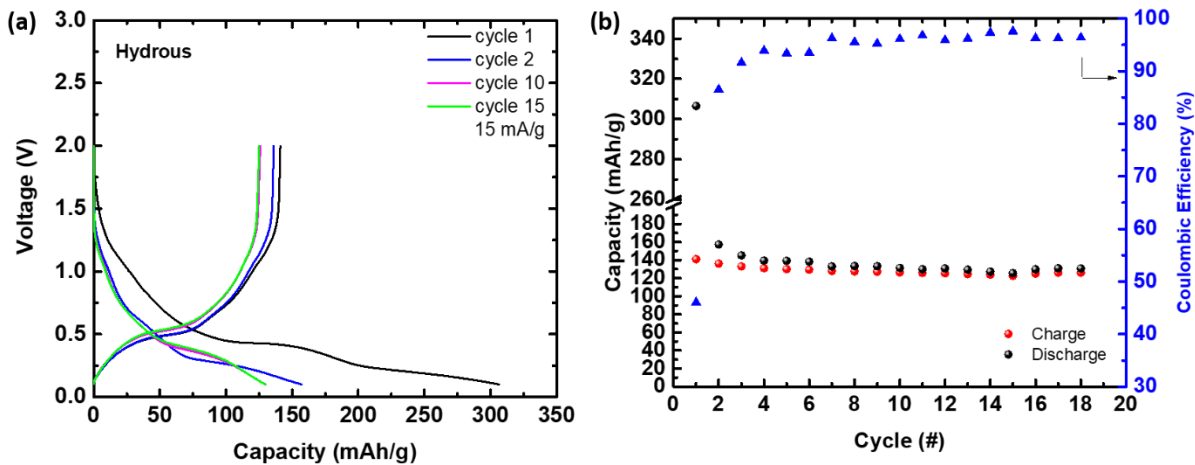 (a)
Hydrous
cycle 1
cycle 2
cycle 10
cycle 15
15 mA/g
3.0
2.5
2.0
1.5
1.0
0.5
0.0
Voltage (V)
0 50 100 150 200 250 300 350
Capacity (mAh/g)
(b)
340
320
300
280
260
160
140
120
100
80
60
40
20
0
Capacity (mAh/g)
Charge
Discharge
0 2 4 6 8 10 12 14 16 18 20
Cycle (#)
100
90
80
70
60
50
40
30
Coulombic Efficiency (%)